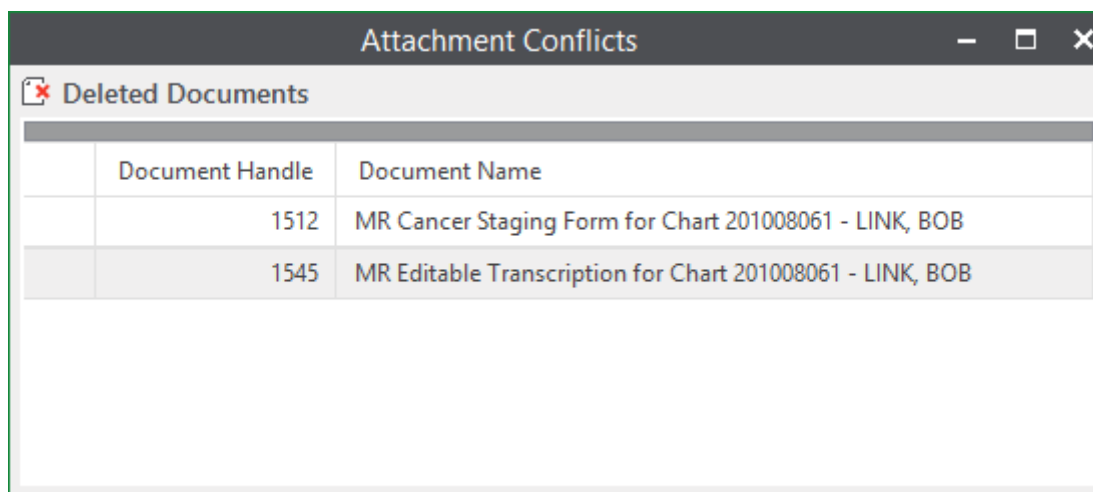 Attachment Conflicts
Deleted Documents
Document Handle Document Name
1512 MR Cancer Staging Form for Chart 201008061 - LINK, BOB
1545 MR Editable Transcription for Chart 201008061 - LINK, BOB